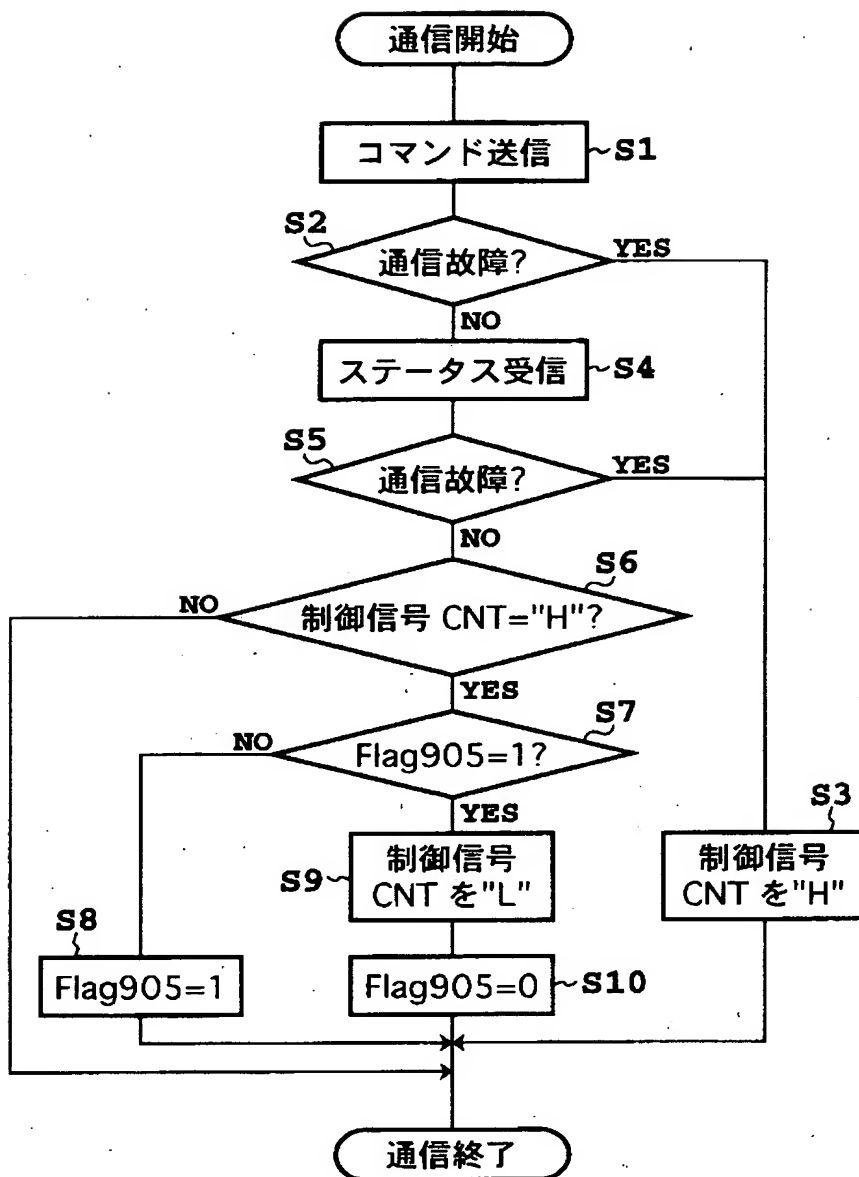 通信開始
コマンド送信
S1
S2
通信故障?
YES
NO
ステータス受信
S4
S5
通信故障?
YES
NO
S6
NO
制御信号 CNT="H"?
YES
S7
NO
Flag905=1?
YES
S3
S9
制御信号
CNT を"L"
制御信号
CNT を"H"
S8
Flag905=1
Flag905=0
S10
通信終了